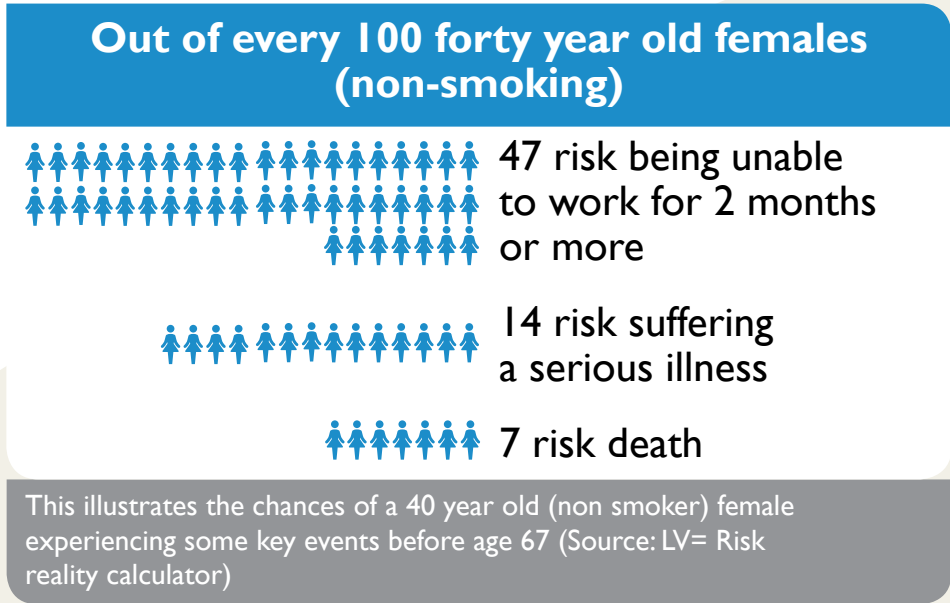 Out of every 100 forty year old females
(non-smoking)
47 risk being unable
to work for 2 months
or more
14 risk suffering
a serious illness
7 risk death
This illustrates the chances of a 40 year old (non smoker) female
experiencing some key events before age 67 (Source: LV= Risk
reality calculator)